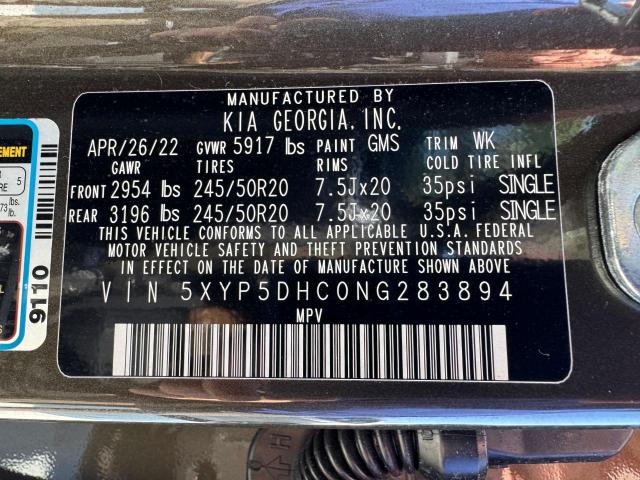 MANUFACTURED BY
KIA GEORGIA, INC.
APR/26/22 GVWR 5917 lbs PAINT GMS TRIM WK
GAWR TIRES RIMS COLD TIRE INFL
FRONT 2954 lbs 245/50R20 7.5Jx20 35psi SINGLE
REAR 3196 lbs 245/50R20 7.5Jx20 35psi SINGLE
THIS VEHICLE CONFORMS TO ALL APPLICABLE U.S.A. FEDERAL
MOTOR VEHICLE SAFETY AND THEFT PREVENTION STANDARDS
IN EFFECT ON THE DATE OF MANUFACTURE SHOWN ABOVE
VIN 5XYP5DHC0NG283894
MPV
9110
5